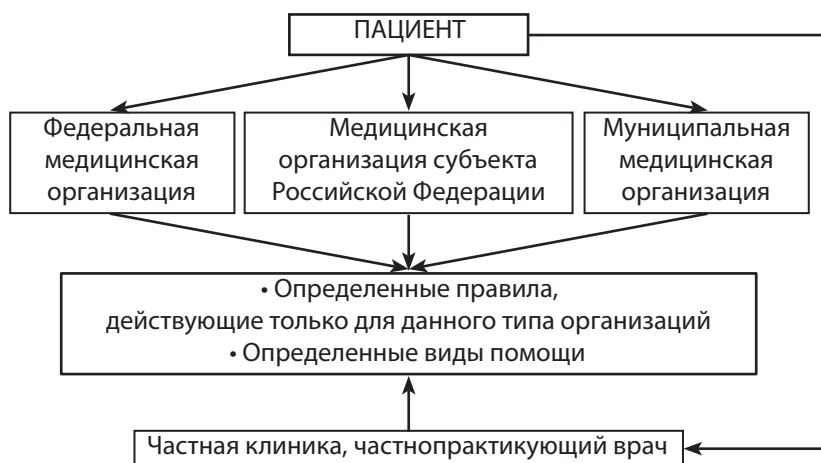 ПАЦИЕНТ
Федеральная
медицинская
организация
Медицинская
организация субъекта
Российской Федерации
Муниципальная
медицинская
организация
• Определенные правила,
действующие только для данного типа организаций
• Определенные виды помощи
Частная клиника, частнопрактикующий врач